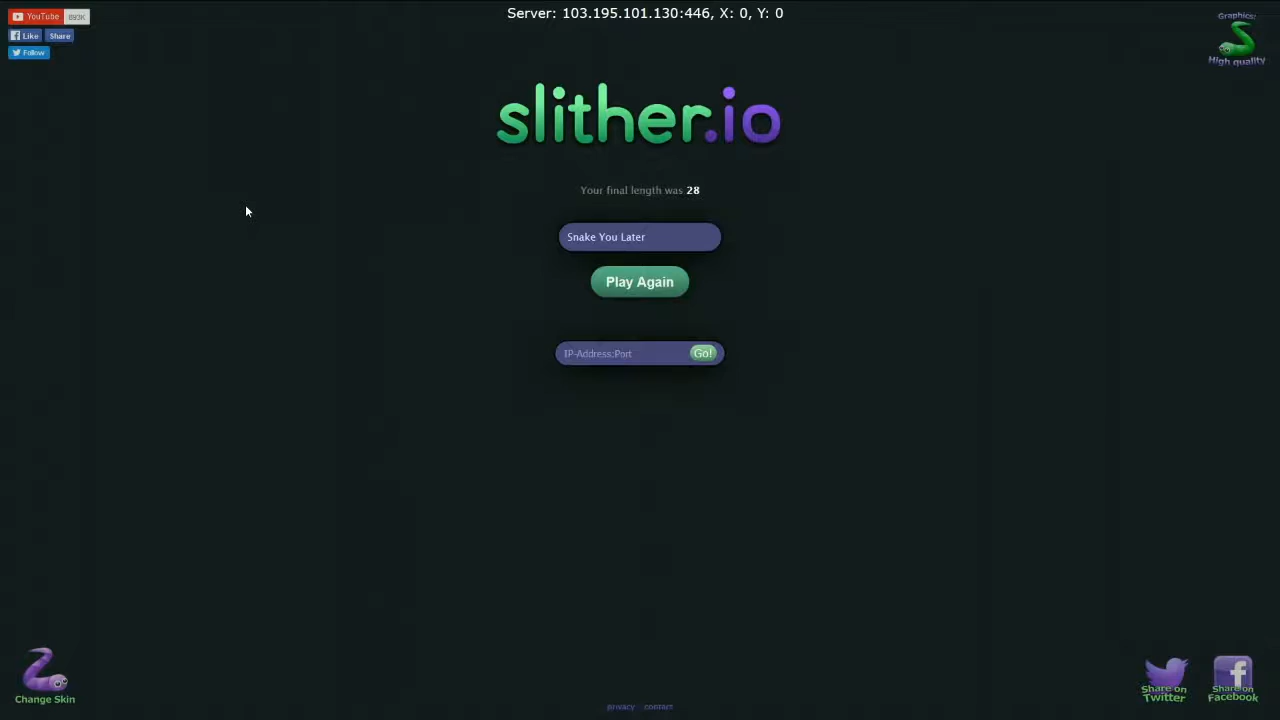 YouTube 693K
Like Share
Follow
Server: 103.195.101.130:446, X: 0, Y: 0
Graphics:
High quality
slither.io
Your final length was 28
Snake You Later
Play Again
IP-Address:Port Go!
Change Skin
Share on
Twitter
Share on
Facebook
privacy contact